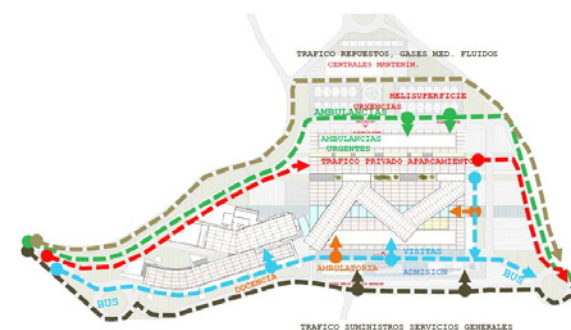 TRAFICO REPUESTOS, GASES MED. FLUIDOS
CENTRALES MANTENIM.
HELISUPERFICIE
URXENCIAS
AMBULANCIAS
AMBULANCIAS
URGENTES
TRAFICO PRIVADO APARCAMIENTO
VISITAS
AMBULATORIA
ADMISION
DOCENCIA
BUS
BUS
TRAFICO SUMINISTROS SERVICIOS GENERALES